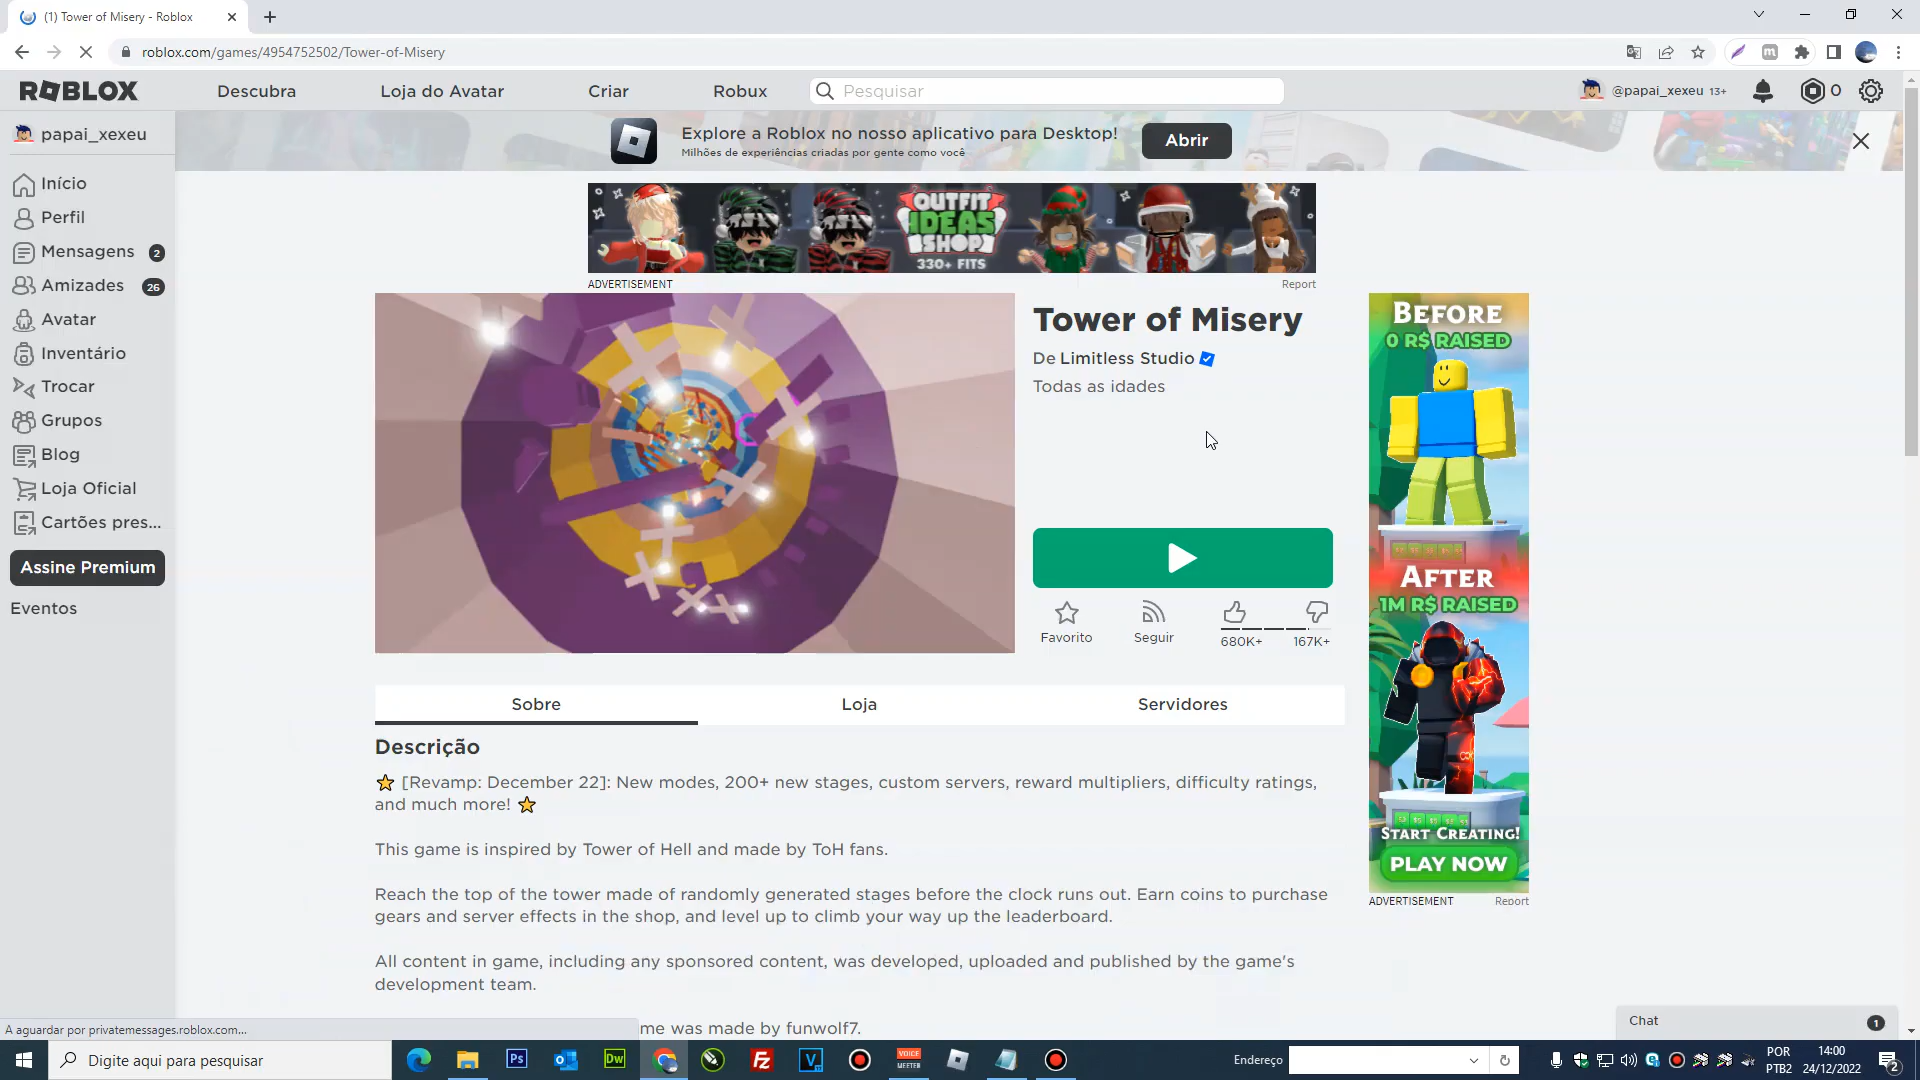 (1) Tower of Misery - Roblox
roblox.com/games/4954752502/Tower-of-Misery
ROBLOX
Descubra
Loja do Avatar
Criar
Robux
Pesquisar
@papai_xexeu 13+
0
papai_xexeu
Explore a Roblox no nosso aplicativo para Desktop!
Milhões de experiências criadas por gente como você
Abrir
Início
Perfil
Mensagens 2
Amizades 26
Avatar
Inventário
Trocar
Grupos
Blog
Loja Oficial
Cartões pres...
Assine Premium
Eventos
OUTFIT
IDEAS
SHOP
330+ FITS
ADVERTISEMENT
Report
Tower of Misery
De Limitless Studio
Todas as idades
Favorito
Seguir
680K+
167K+
BEFORE
0 R$ RAISED
AFTER
1M R$ RAISED
START CREATING!
PLAY NOW
ADVERTISEMENT
Report
Sobre
Loja
Servidores
Descrição
[Revamp: December 22]: New modes, 200+ new stages, custom servers, reward multipliers, difficulty ratings,
and much more!
This game is inspired by Tower of Hell and made by ToH fans.
Reach the top of the tower made of randomly generated stages before the clock runs out. Earn coins to purchase
gears and server effects in the shop, and level up to climb your way up the leaderboard.
All content in game, including any sponsored content, was developed, uploaded and published by the game's
development team.
me was made by funwolf7.
A aguardar por privatemessages.roblox.com...
Chat
1
Digite aqui para pesquisar
Ps
Dw
Fz
V
VOICE
MEETER
Endereço
POR
PTB2
14:00
24/12/2022
2